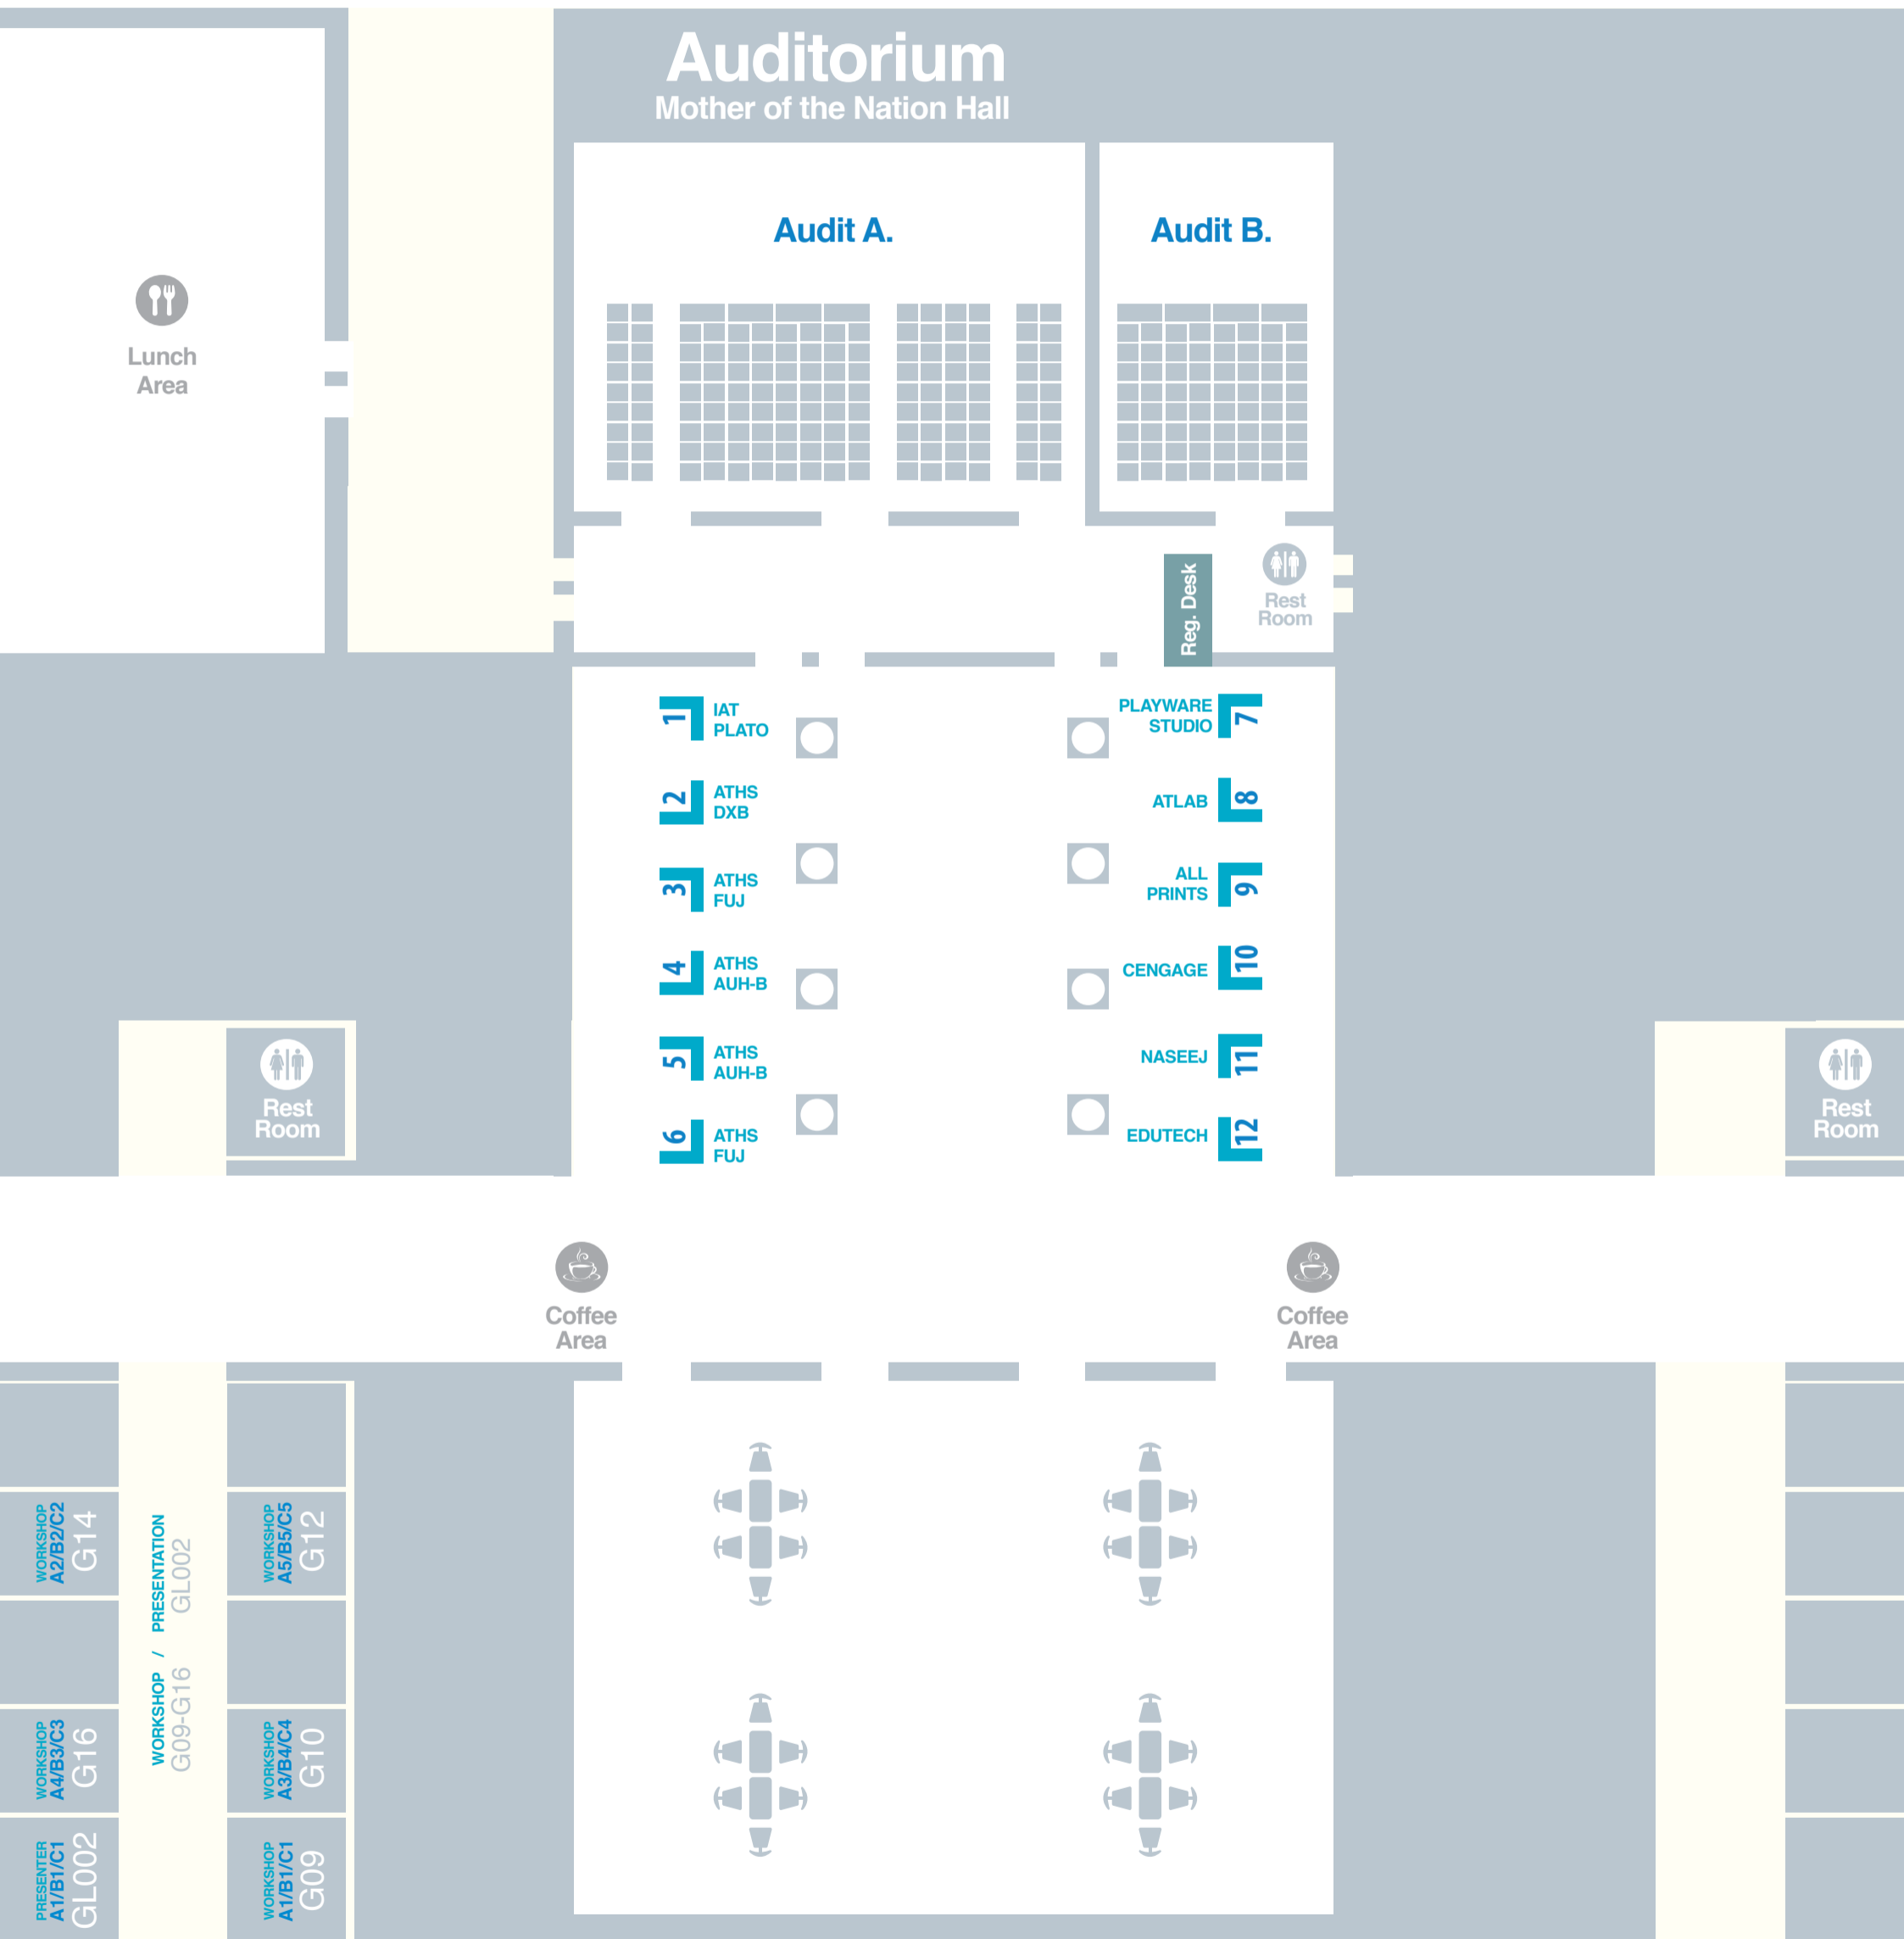 Auditorium
Mother of the Nation Hall
Audit A.
Audit B.
Lunch
Area
Reg. Desk
Rest
Room
1
IAT
PLATO
PLAYWARE
STUDIO
7
2
ATHS
DXB
ATLAB
8
3
ATHS
FUJ
ALL
PRINTS
9
4
ATHS
AUH-B
CENGAGE
10
5
ATHS
AUH-B
NASEEJ
11
6
ATHS
FUJ
EDUTECH
12
Rest
Room
Rest
Room
Coffee
Area
Coffee
Area
WORKSHOP
A2/B2/C2
G14
WORKSHOP / PRESENTATION
G09-G16 GL002
WORKSHOP
A5/B5/C5
G12
WORKSHOP
A4/B3/C3
G16
WORKSHOP
A3/B4/C4
G10
PRESENTER
A1/B1/C1
GL002
WORKSHOP
A1/B1/C1
G09